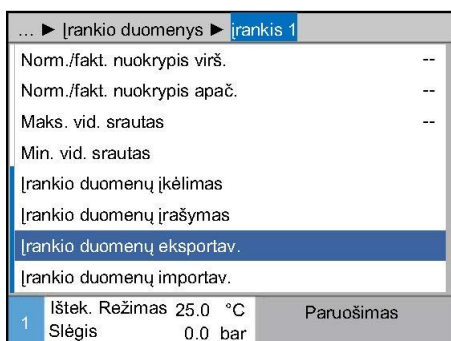 ... ► Įrankio duomenys ► įrankis 1
Norm./fakt. nuokrypis virš. --
Norm./fakt. nuokrypis apač. --
Maks. vid. srautas --
Min. vid. srautas
Įrankio duomenų įkėlimas
Įrankio duomenų įrašymas
Įrankio duomenų eksportav.
Įrankio duomenų importav.
1 Ištek. Režimas 25.0 °C Paruošimas
Slėgis 0.0 bar